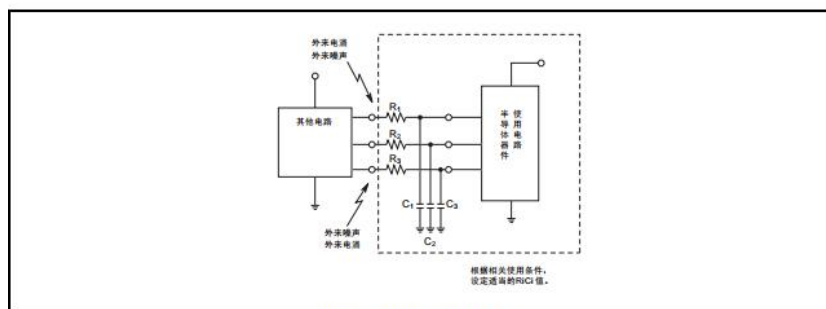 外来电涌
外来噪声
其他电路
R1
R2
R3
C1
C2
C3
使用电路
半导体器件
外来噪声
外来电涌
根据相关使用条件,
设定适当的RiCi 值。